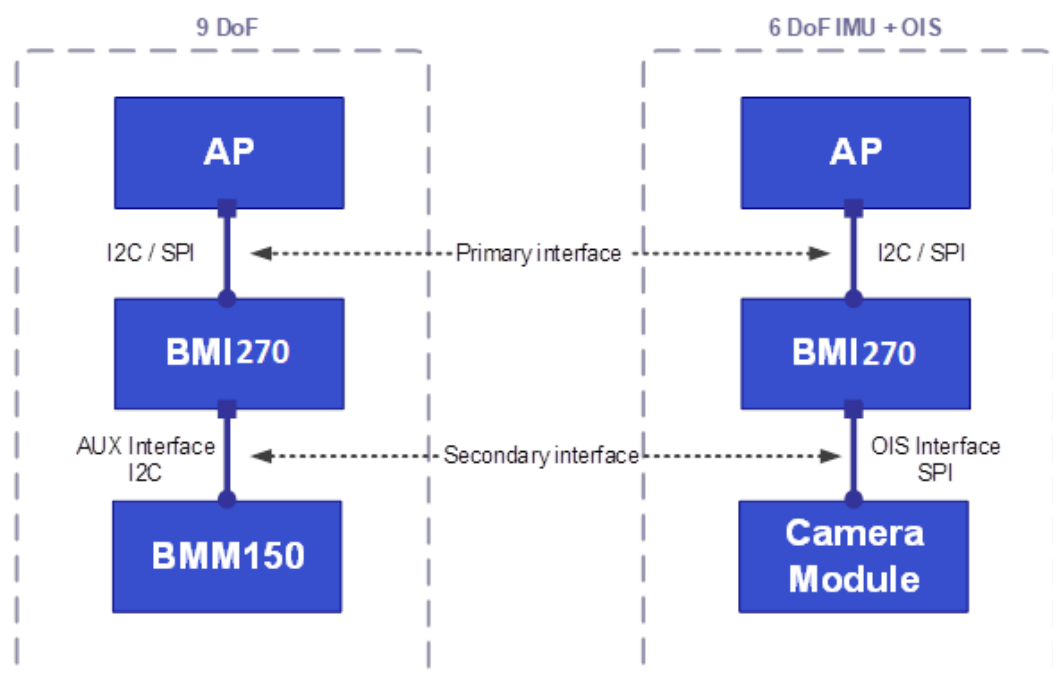 9 DoF
6 DoF IMU + OIS
AP
AP
I2C / SPI
Primary interface
I2C / SPI
BMI270
BMI270
AUX Interface
I2C
Secondary interface
OIS Interface
SPI
BMM150
Camera
Module